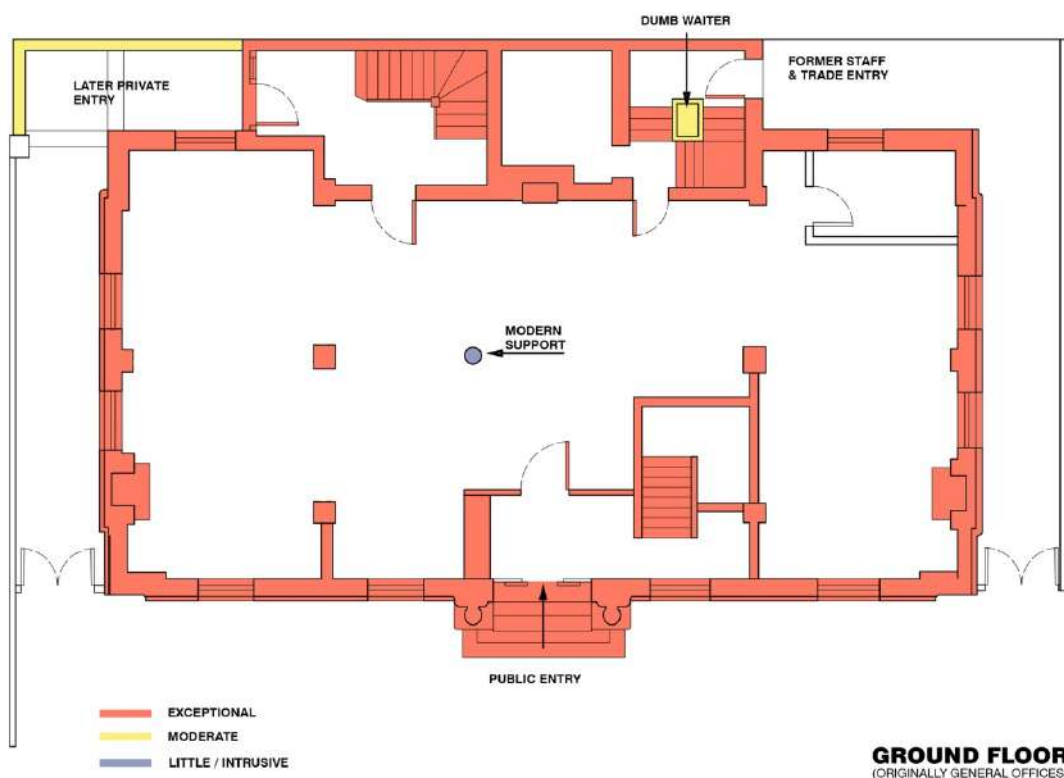 DUMB WAITER
LATER PRIVATE
ENTRY
FORMER STAFF
& TRADE ENTRY
MODERN
SUPPORT
PUBLIC ENTRY
EXCEPTIONAL
MODERATE
LITTLE / INTRUSIVE
GROUND FLOOR
(ORIGINALLY GENERAL OFFICES